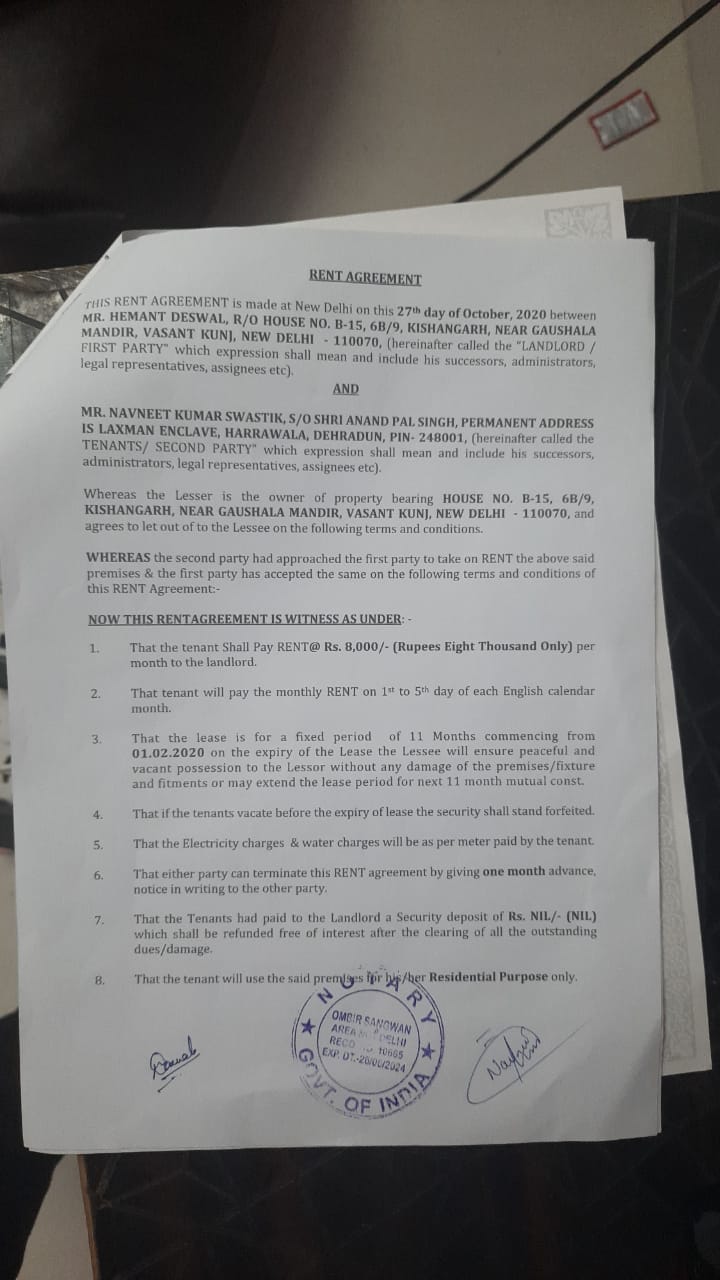 RENT AGREEMENT
THIS RENT AGREEMENT is made at New Delhi on this 27th day of October, 2020 between
MR. HEMANT DESWAL, R/O HOUSE NO. B-15, 6B/9, KISHANGARH, NEAR GAUSHALA
MANDIR, VASANT KUNJ, NEW DELHI - 110070, (hereinafter called the "LANDLORD /
FIRST PARTY" which expression shall mean and include his successors, administrators,
legal representatives, assignees etc).
AND
MR. NAVNEET KUMAR SWASTIK, S/O SHRI ANAND PAL SINGH, PERMANENT ADDRESS
IS LAXMAN ENCLAVE, HARRAWALA, DEHRADUN, PIN- 248001, (hereinafter called the
TENANTS/ SECOND PARTY" which expression shall mean and include his successors,
administrators, legal representatives, assignees etc).
Whereas the Lesser is the owner of property bearing HOUSE NO. B-15, 6B/9,
KISHANGARH, NEAR GAUSHALA MANDIR, VASANT KUNJ, NEW DELHI - 110070, and
agrees to let out of to the Lessee on the following terms and conditions.
WHEREAS the second party had approached the first party to take on RENT the above said
premises & the first party has accepted the same on the following terms and conditions of
this RENT Agreement:-
NOW THIS RENTAGREEMENT IS WITNESS AS UNDER: -
1. That the tenant Shall Pay RENT@ Rs. 8,000/- (Rupees Eight Thousand Only) per
month to the landlord.
2. That tenant will pay the monthly RENT on 1st to 5th day of each English calendar
month.
3. That the lease is for a fixed period of 11 Months commencing from
01.02.2020 on the expiry of the Lease the Lessee will ensure peaceful and
vacant possession to the Lessor without any damage of the premises/fixture
and fitments or may extend the lease period for next 11 month mutual const.
4. That if the tenants vacate before the expiry of lease the security shall stand forfeited.
5. That the Electricity charges & water charges will be as per meter paid by the tenant.
6. That either party can terminate this RENT agreement by giving one month advance,
notice in writing to the other party.
7. That the Tenants had paid to the Landlord a Security deposit of Rs. NIL/- (NIL)
which shall be refunded free of interest after the clearing of all the outstanding
dues/damage.
8. That the tenant will use the said premises for his/her Residential Purpose only.
NOTARY
OMBIR SANGWAN
AREA DELHI
REGD 10685
EXP. DT.-26/06/2024
GOVT. OF INDIA